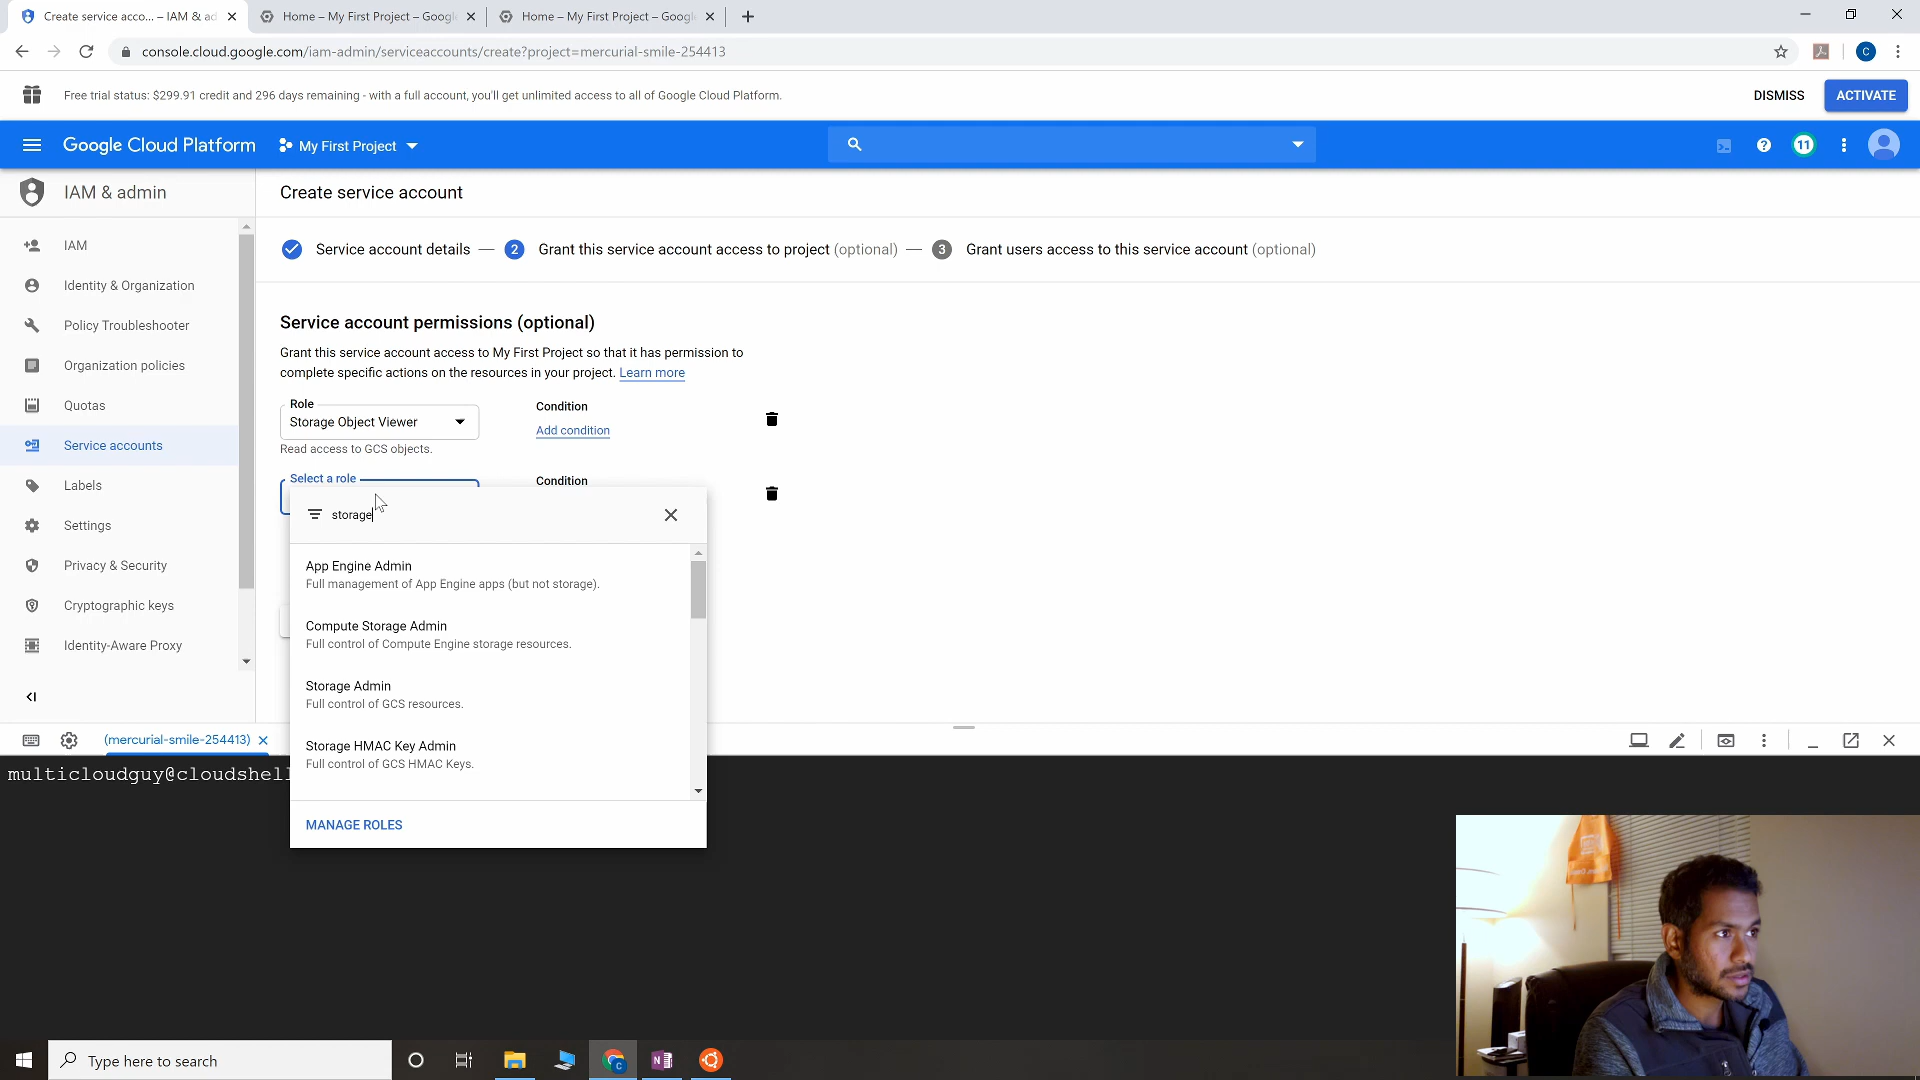 Create service acco... – IAM & ad
Home – My First Project – Google
Home – My First Project – Google
console.cloud.google.com/iam-admin/serviceaccounts/create?project=mercurial-smile-254413
C
Free trial status: $299.91 credit and 296 days remaining - with a full account, you'll get unlimited access to all of Google Cloud Platform.
DISMISS
ACTIVATE
Google Cloud Platform
My First Project
11
IAM & admin
Create service account
IAM
Identity & Organization
Policy Troubleshooter
Organization policies
Quotas
Service accounts
Labels
Settings
Privacy & Security
Cryptographic keys
Identity-Aware Proxy
Service account details — 2 Grant this service account access to project (optional) — 3 Grant users access to this service account (optional)
Service account permissions (optional)
Grant this service account access to My First Project so that it has permission to
complete specific actions on the resources in your project. Learn more
Role
Storage Object Viewer
Read access to GCS objects.
Condition
Add condition
Select a role
Condition
storage
App Engine Admin
Full management of App Engine apps (but not storage).
Compute Storage Admin
Full control of Compute Engine storage resources.
Storage Admin
Full control of GCS resources.
Storage HMAC Key Admin
Full control of GCS HMAC Keys.
MANAGE ROLES
(mercurial-smile-254413)
multicloudguy@cloudshell
Type here to search